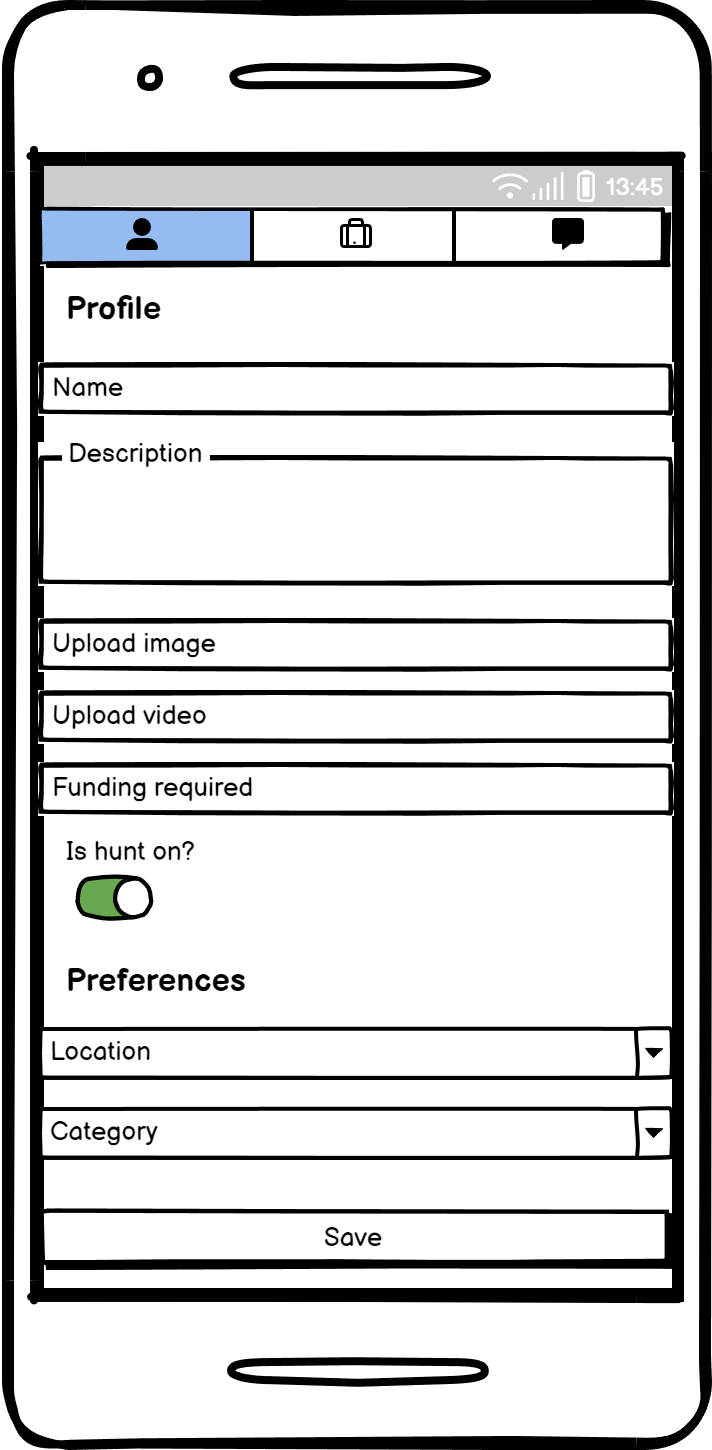 13:45
Profile
Name
Description
Upload image
Upload video
Funding required
Is hunt on?
Preferences
Location
Category
Save